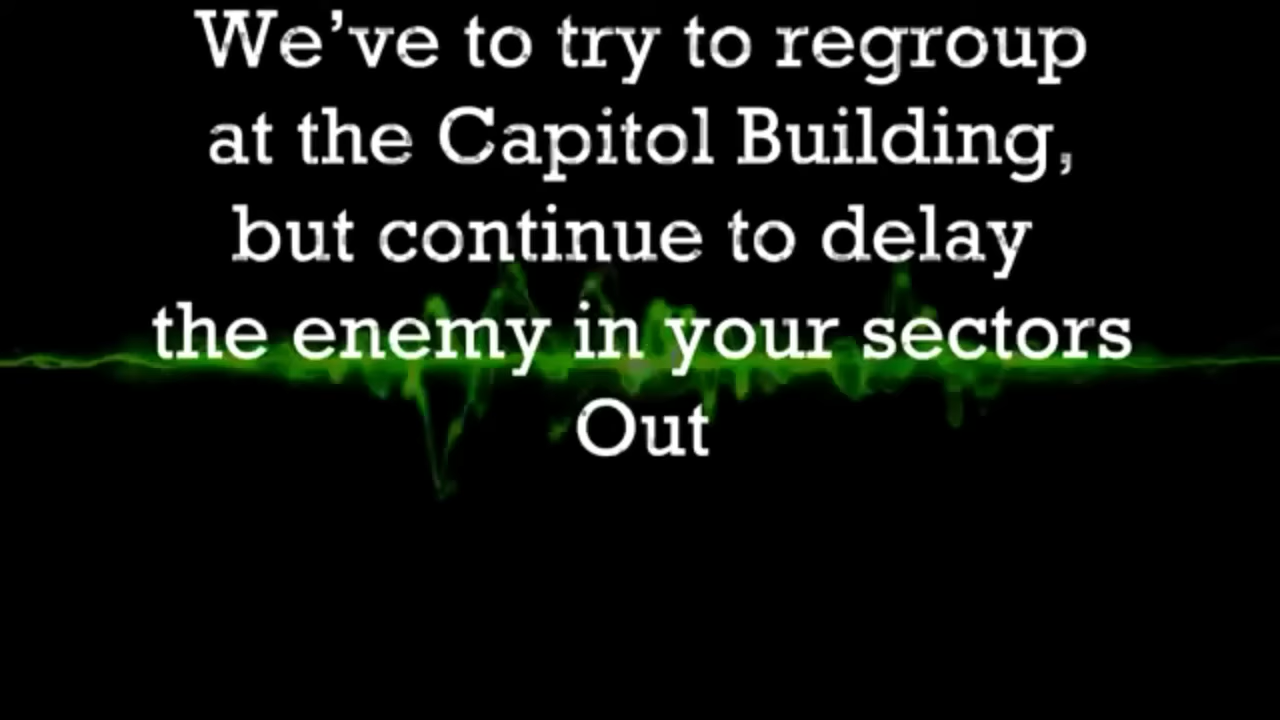 We've to try to regroup
at the Capitol Building,
but continue to delay
the enemy in your sectors
Out